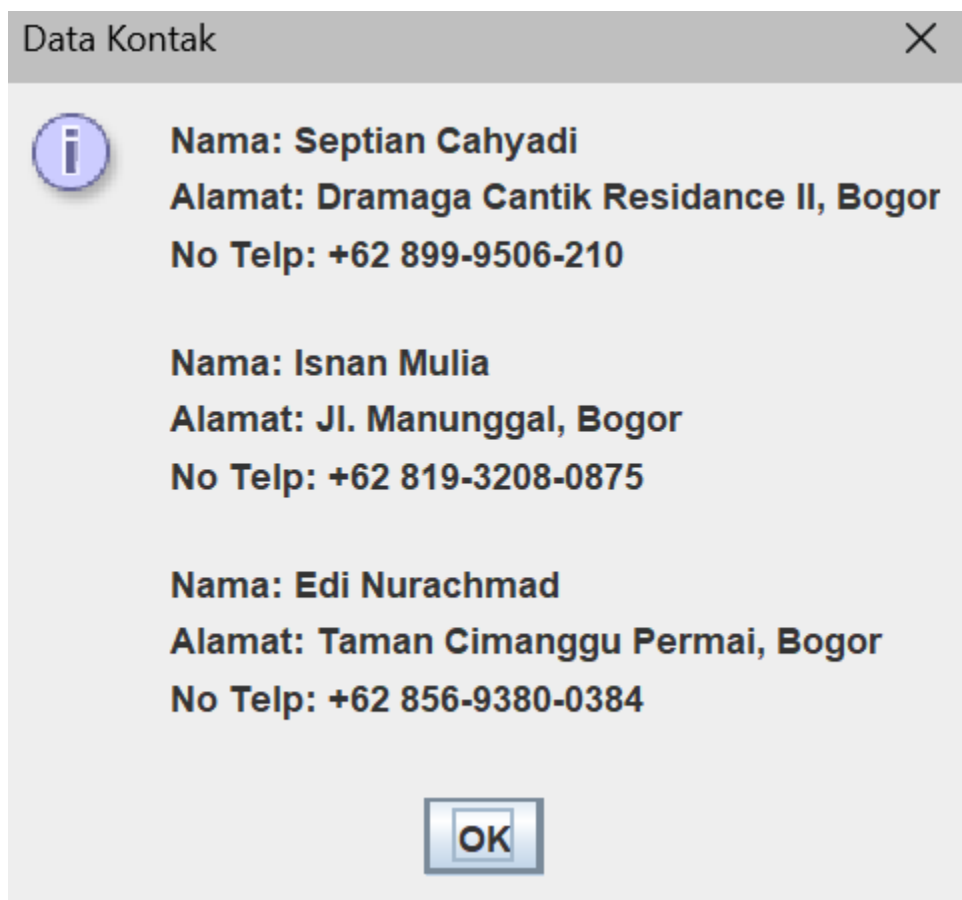 Data Kontak
Nama: Septian Cahyadi
Alamat: Dramaga Cantik Residance II, Bogor
No Telp: +62 899-9506-210
Nama: Isnan Mulia
Alamat: Jl. Manunggal, Bogor
No Telp: +62 819-3208-0875
Nama: Edi Nurachmad
Alamat: Taman Cimanggu Permai, Bogor
No Telp: +62 856-9380-0384
OK